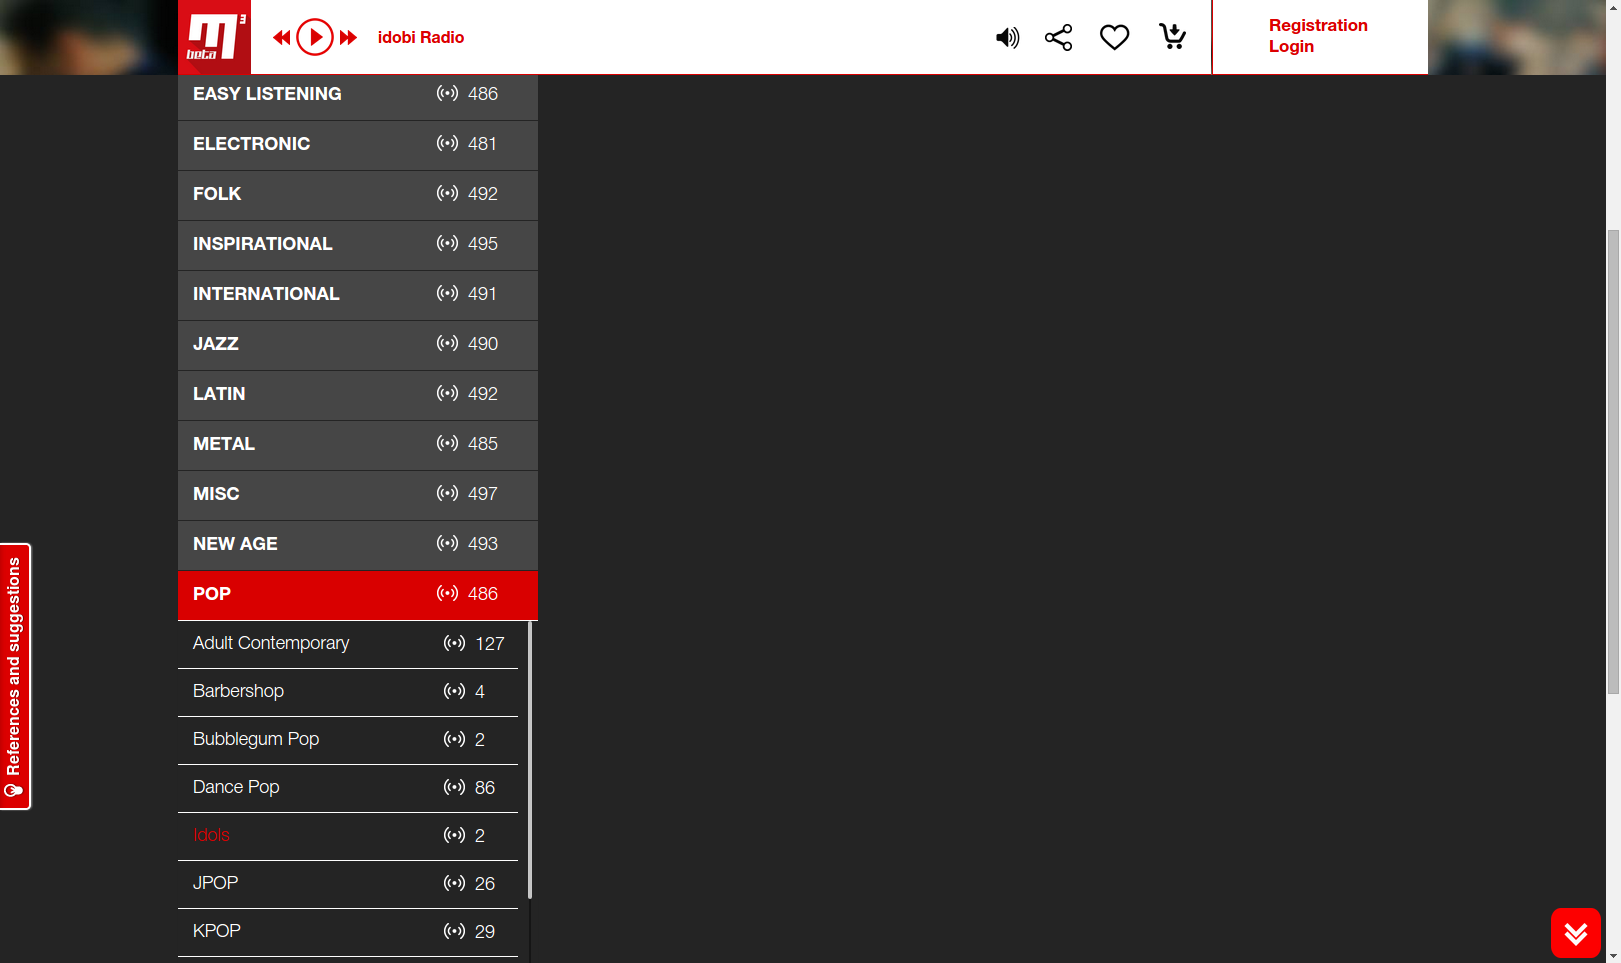 M3
beta
idobi Radio
Registration
Login
EASY LISTENING 486
ELECTRONIC 481
FOLK 492
INSPIRATIONAL 495
INTERNATIONAL 491
JAZZ 490
LATIN 492
METAL 485
MISC 497
NEW AGE 493
POP 486
Adult Contemporary 127
Barbershop 4
Bubblegum Pop 2
Dance Pop 86
Idols 2
JPOP 26
KPOP 29
References and suggestions